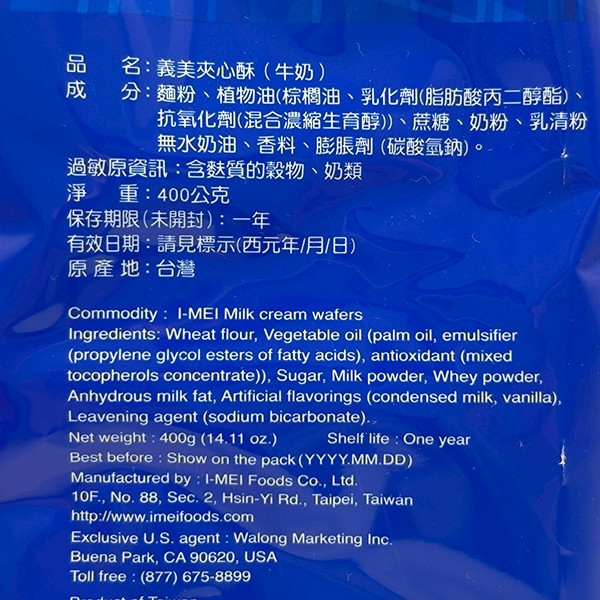 品　　名：義美夾心酥（牛奶）
成　　分：麵粉、植物油(棕櫚油、乳化劑(脂肪酸丙二醇酯)、
抗氧化劑(混合濃縮生育醇))、蔗糖、奶粉、乳清粉
無水奶油、香料、膨脹劑 (碳酸氫鈉)。
過敏原資訊：含麩質的穀物、奶類
淨　　重：400公克
保存期限(未開封)：一年
有效日期：請見標示(西元年/月/日)
原 產 地：台灣
Commodity : I-MEI Milk cream wafers
Ingredients: Wheat flour, Vegetable oil (palm oil, emulsifier
(propylene glycol esters of fatty acids), antioxidant (mixed
tocopherols concentrate)), Sugar, Milk powder, Whey powder,
Anhydrous milk fat, Artificial flavorings (condensed milk, vanilla),
Leavening agent (sodium bicarbonate).
Net weight : 400g (14.11 oz.) Shelf life : One year
Best before : Show on the pack (YYYY.MM.DD)
Manufactured by : I-MEI Foods Co., Ltd.
10F., No. 88, Sec. 2, Hsin-Yi Rd., Taipei, Taiwan
http://www.imeifoods.com
Exclusive U.S. agent : Walong Marketing Inc.
Buena Park, CA 90620, USA
Toll free : (877) 675-8899
Product of Taiwan